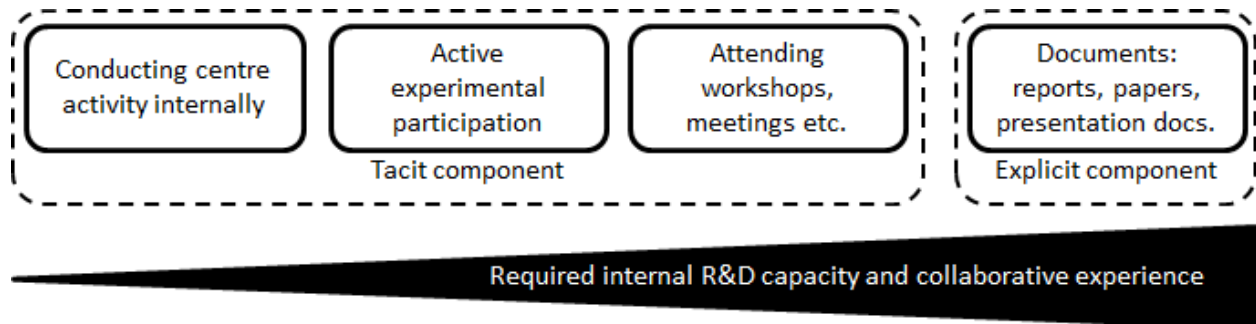 Conducting centre
activity internally
Active
experimental
participation
Attending
workshops,
meetings etc.
Tacit component
Documents:
reports, papers,
presentation docs.
Explicit component
Required internal R&D capacity and collaborative experience